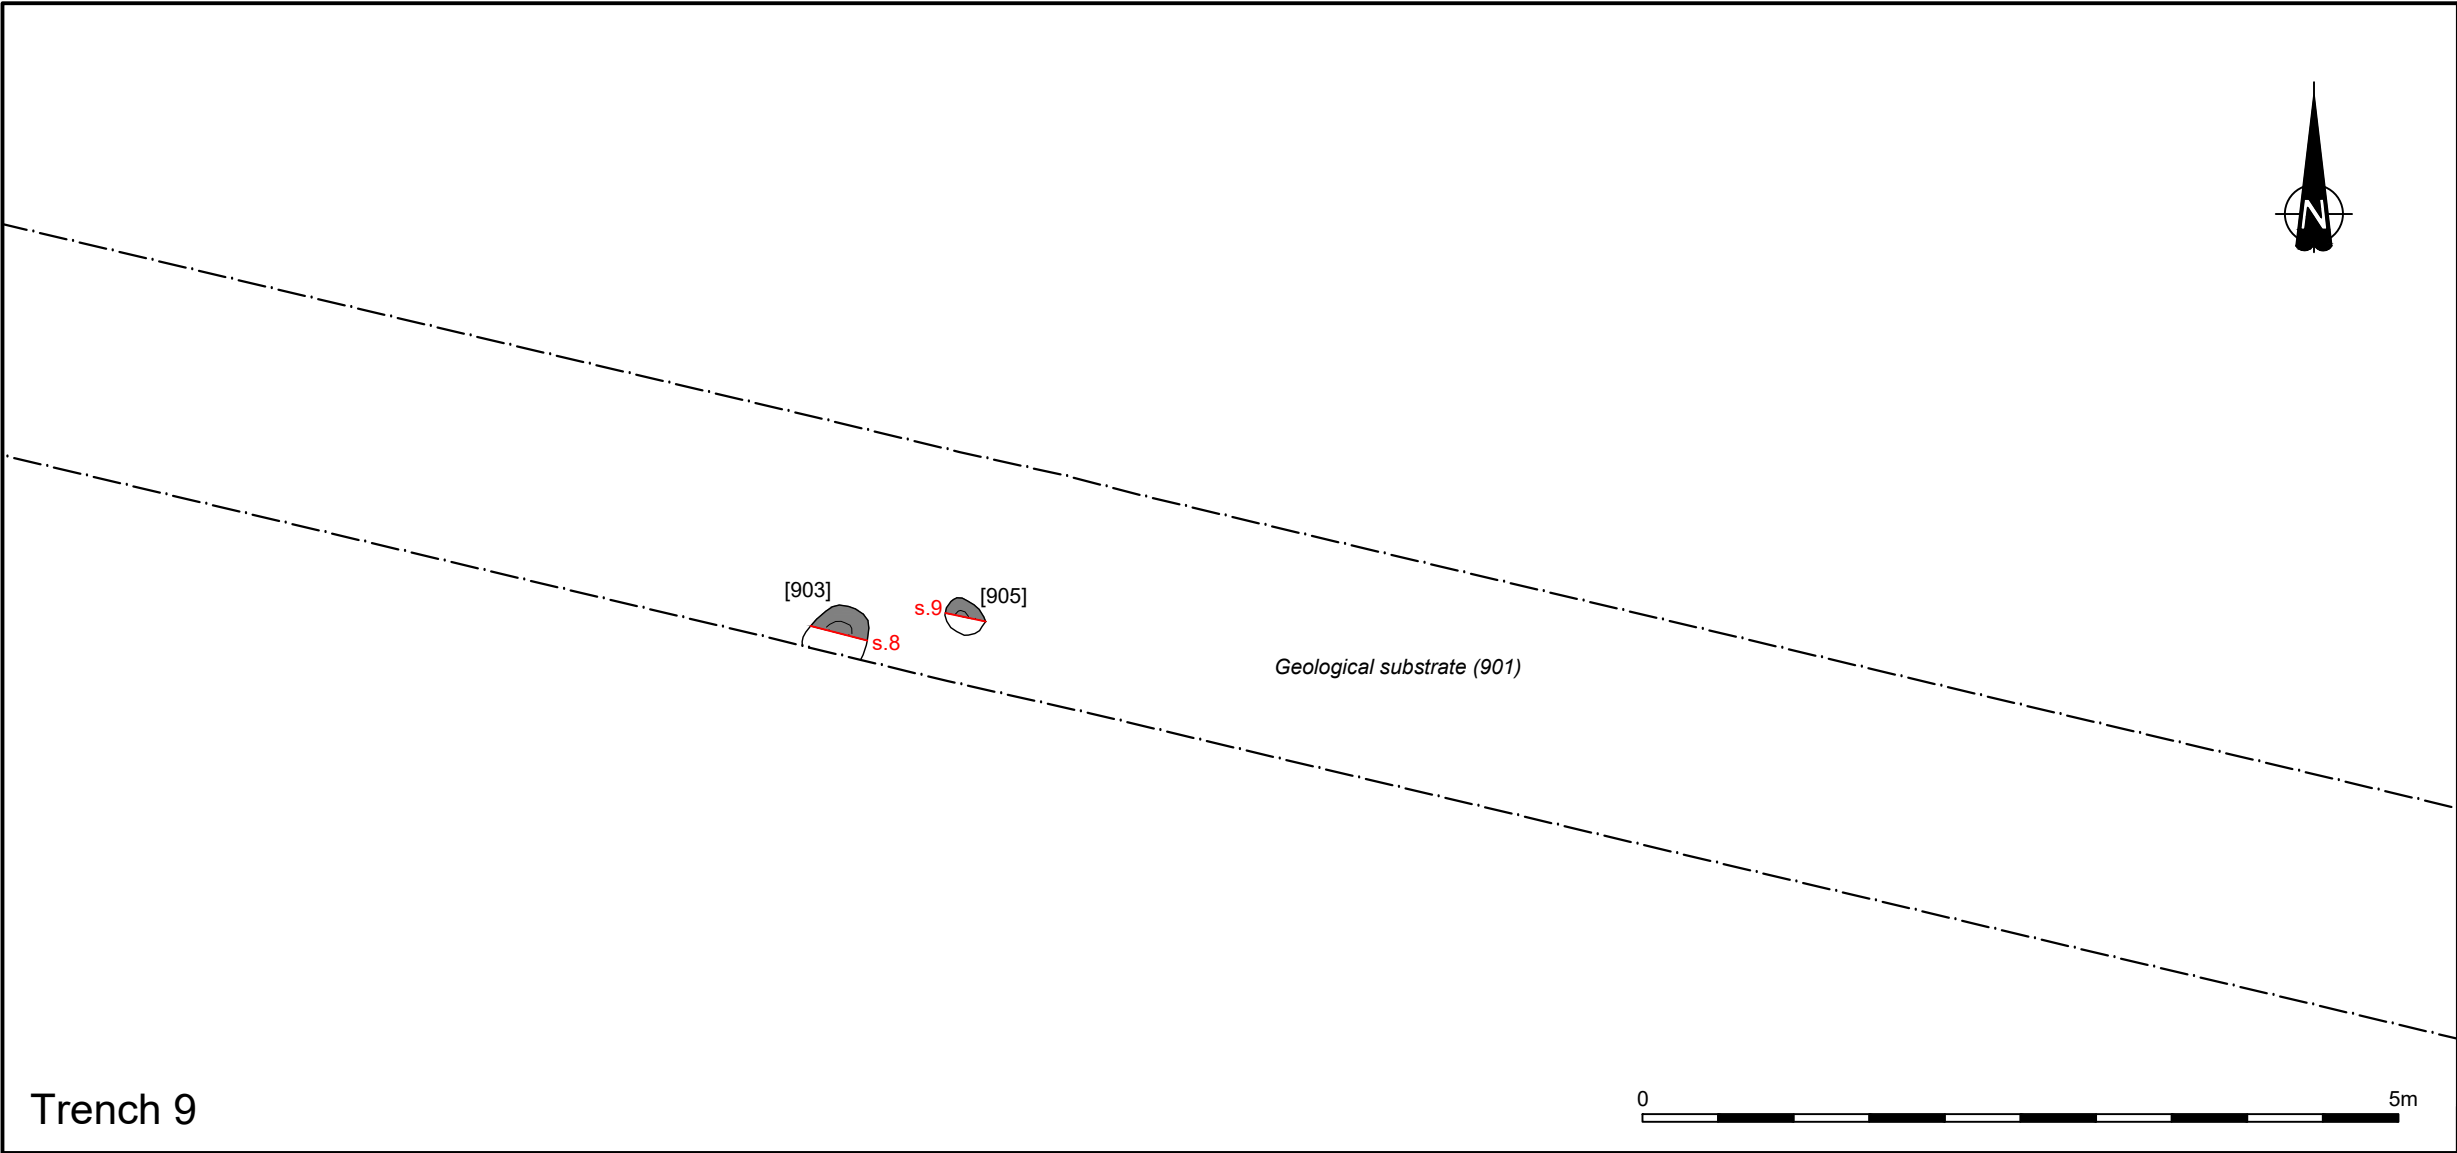 N
[903]
[905]
s.9
s.8
Geological substrate (901)
Trench 9
0
5m